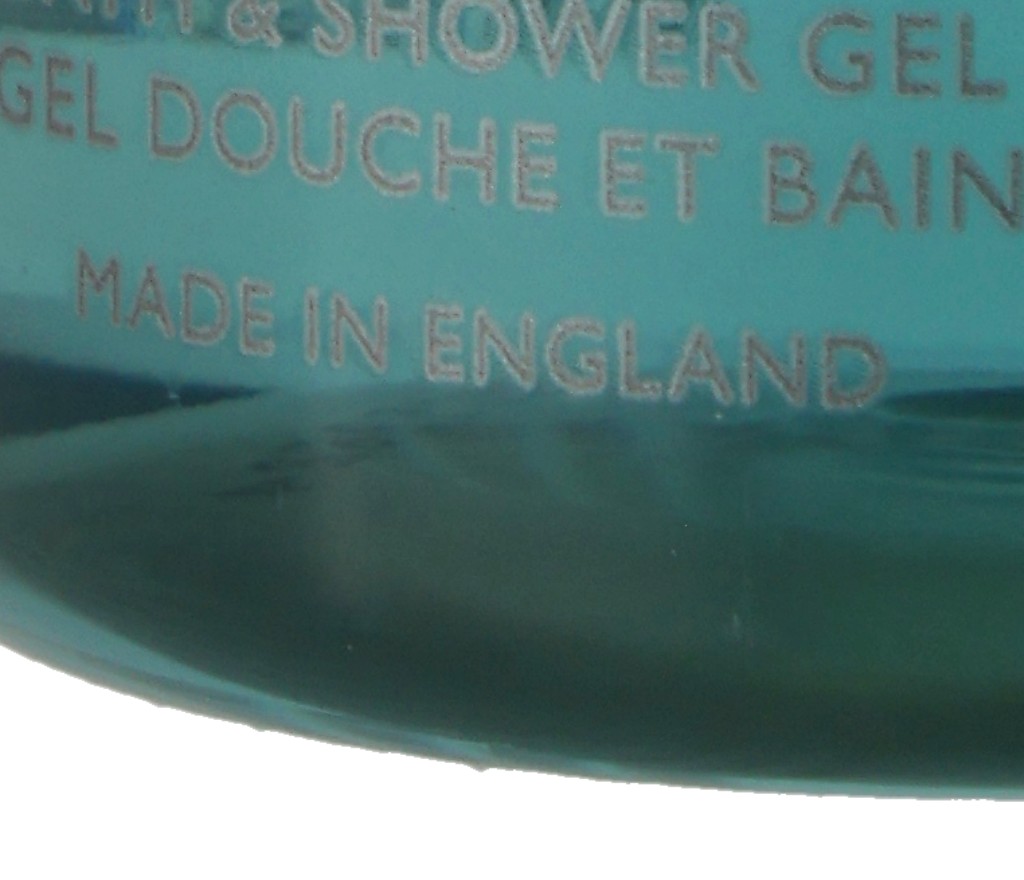 & SHOWER GEL
GEL DOUCHE ET BAIN
MADE IN ENGLAND